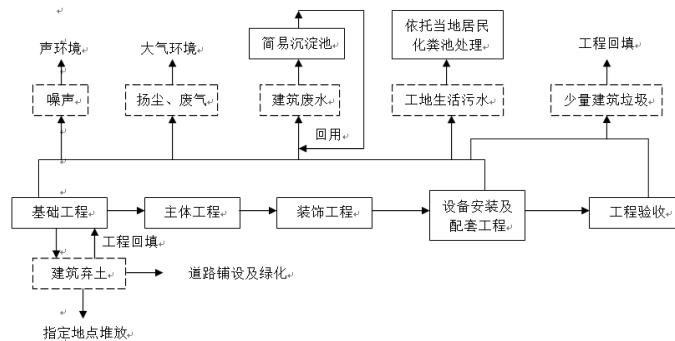 声环境
大气环境
简易沉淀池
依托当地居民
化粪池处理
工程回填
噪声
扬尘、废气
建筑废水
工地生活污水
少量建筑垃圾
回用
基础工程
主体工程
装饰工程
设备安装及
配套工程
工程验收
工程回填
建筑弃土
道路铺设及绿化
指定地点堆放